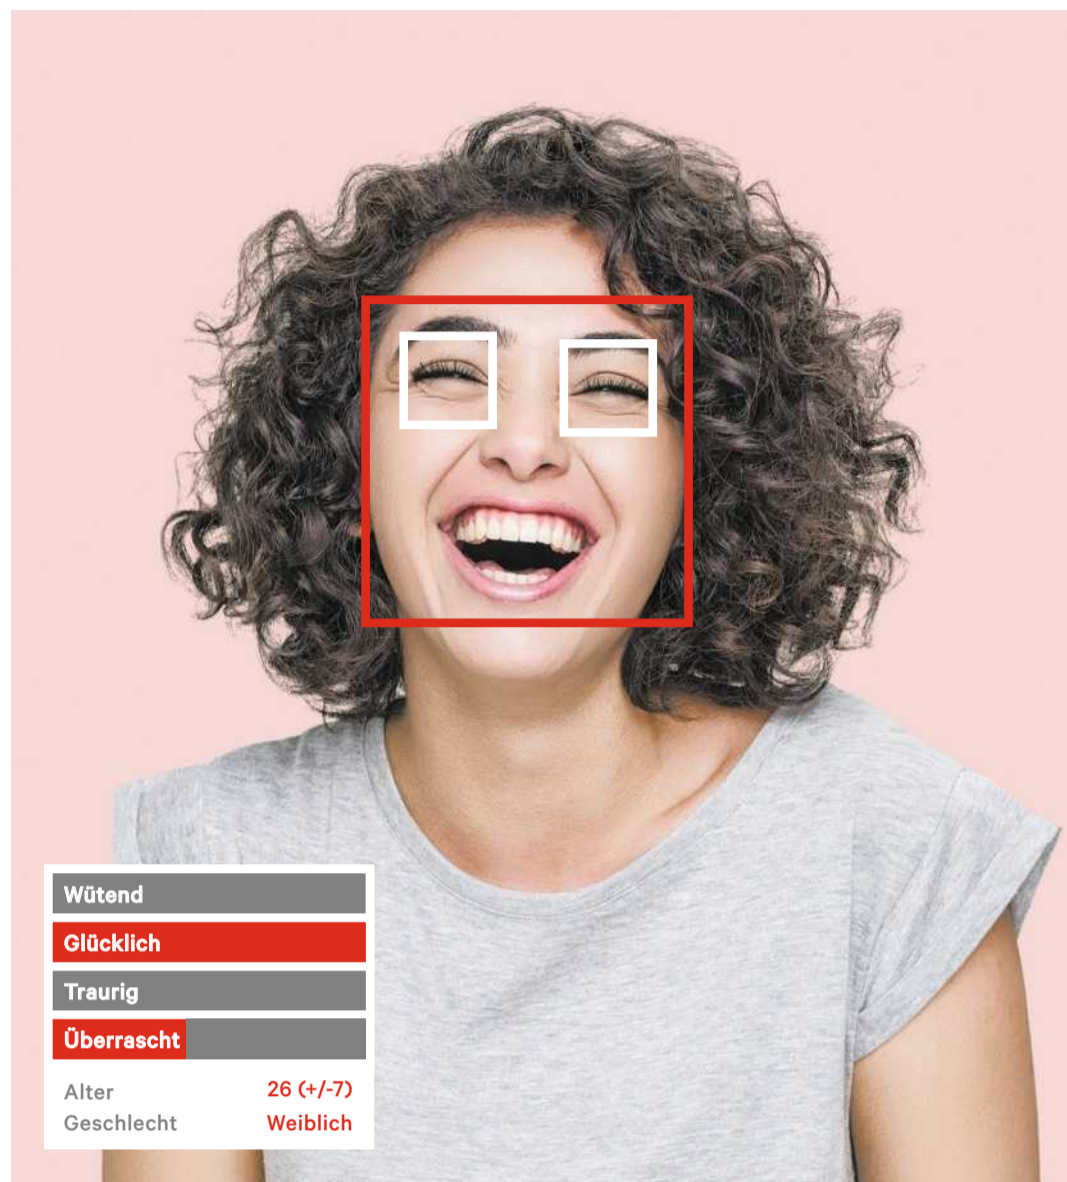 Wütend
Glücklich
Traurig
Überrascht
Alter 26 (+/-7)
Geschlecht Weiblich